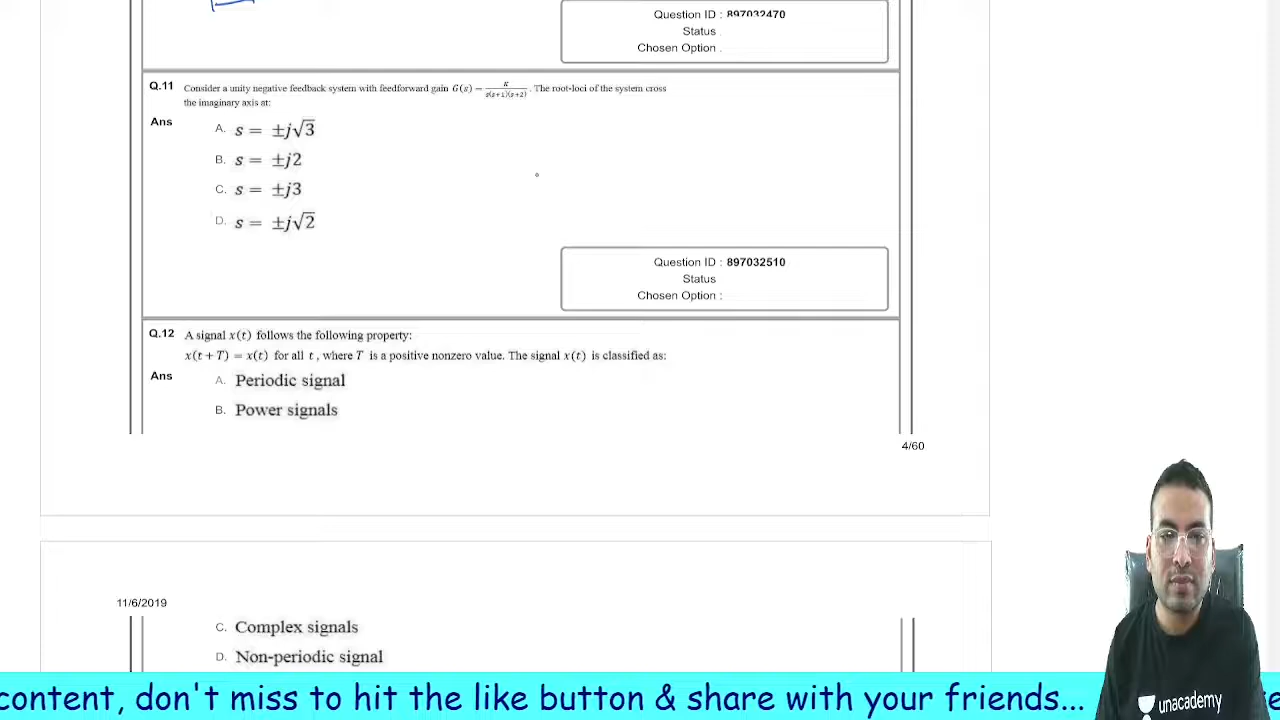 Question ID : 897032470
Status
Chosen Option .
Q.11 Consider a unity negative feedback system with feedforward gain G(s) = K/(s(s+1)(s+2)). The root-loci of the system cross
the imaginary axis at:
Ans
A. s = ±j√3
B. s = ±j2
C. s = ±j3
D. s = ±j√2
Question ID : 897032510
Status
Chosen Option :
Q.12 A signal x(t) follows the following property:
x(t + T) = x(t) for all t , where T is a positive nonzero value. The signal x(t) is classified as:
Ans
A. Periodic signal
B. Power signals
4/60
11/6/2019
C. Complex signals
D. Non-periodic signal
content, don't miss to hit the like button & share with your friends...
unacademy